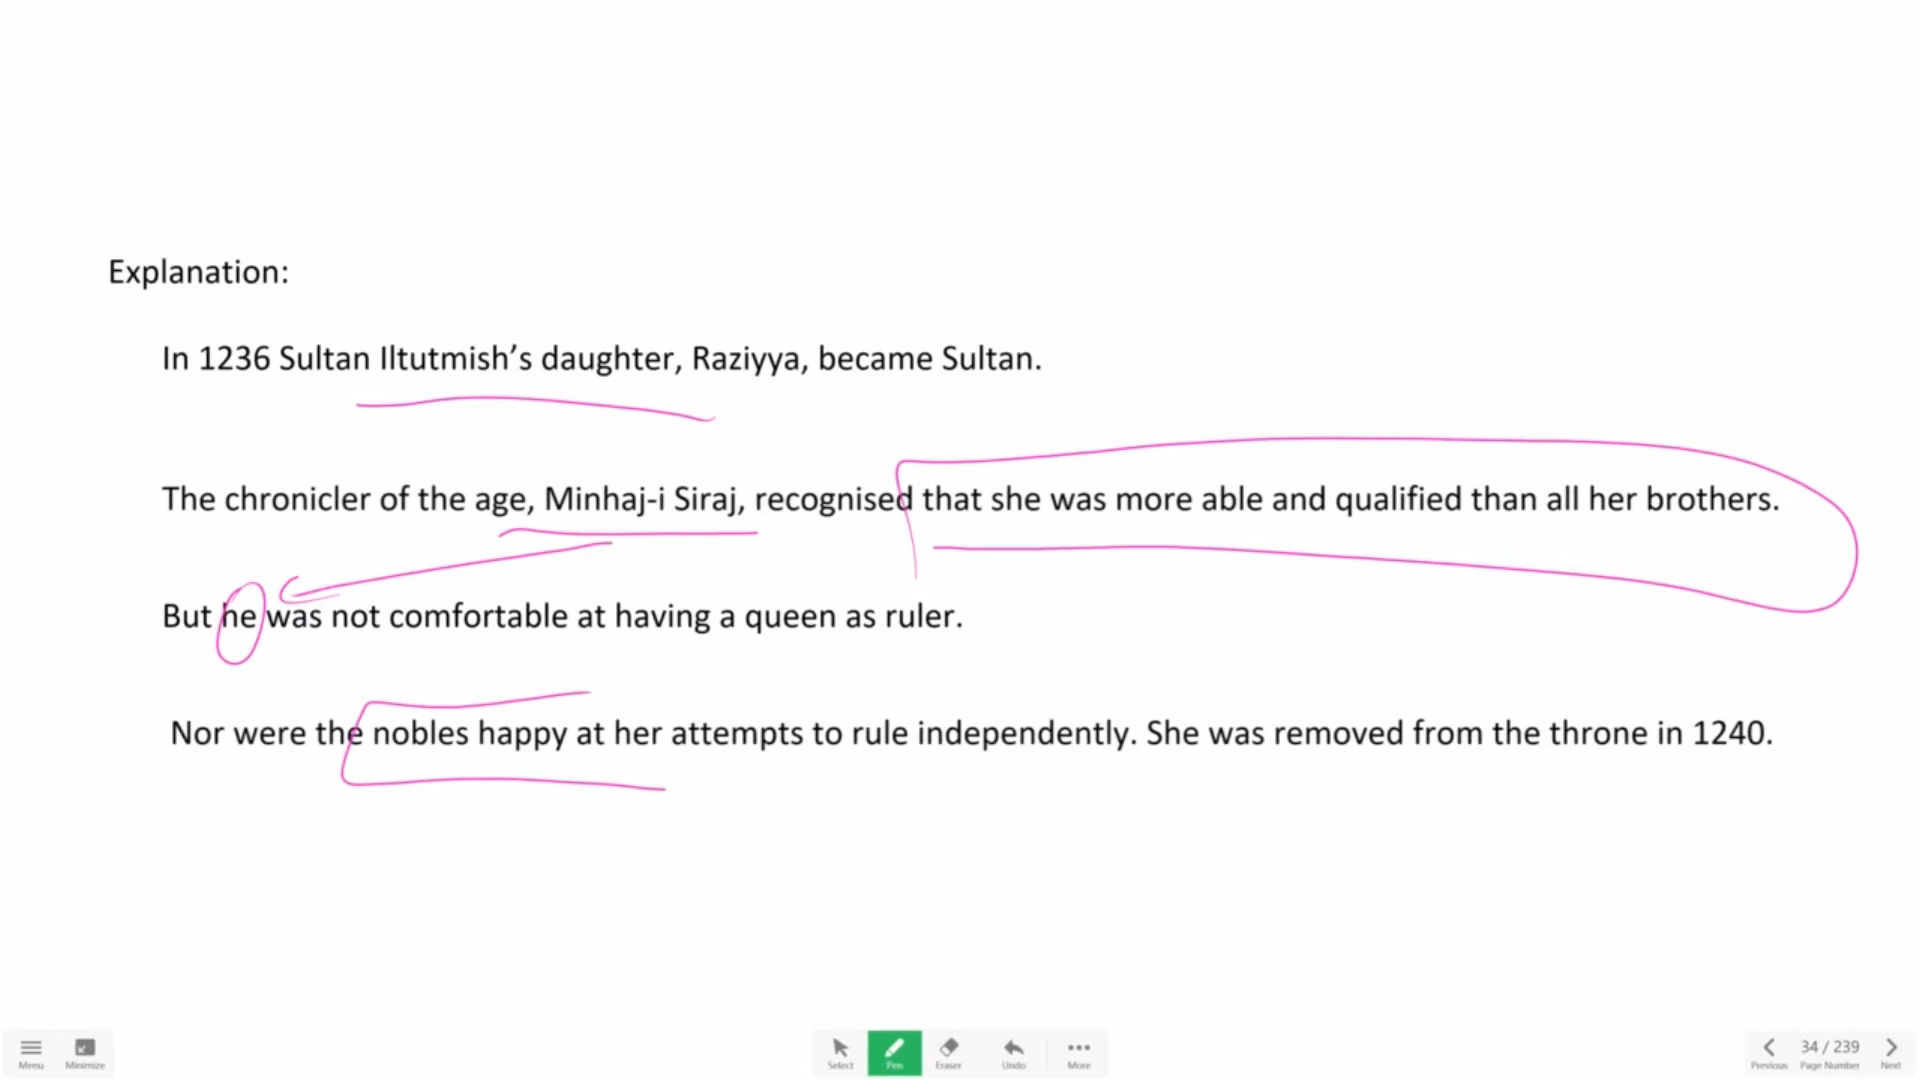 Explanation:
In 1236 Sultan Iltutmish’s daughter, Raziyya, became Sultan.
The chronicler of the age, Minhaj-i Siraj, recognised that she was more able and qualified than all her brothers.
But he was not comfortable at having a queen as ruler.
Nor were the nobles happy at her attempts to rule independently. She was removed from the throne in 1240.
Menu Minimize Select Pen Eraser Undo More Previous 34 / 239 Page Number Next